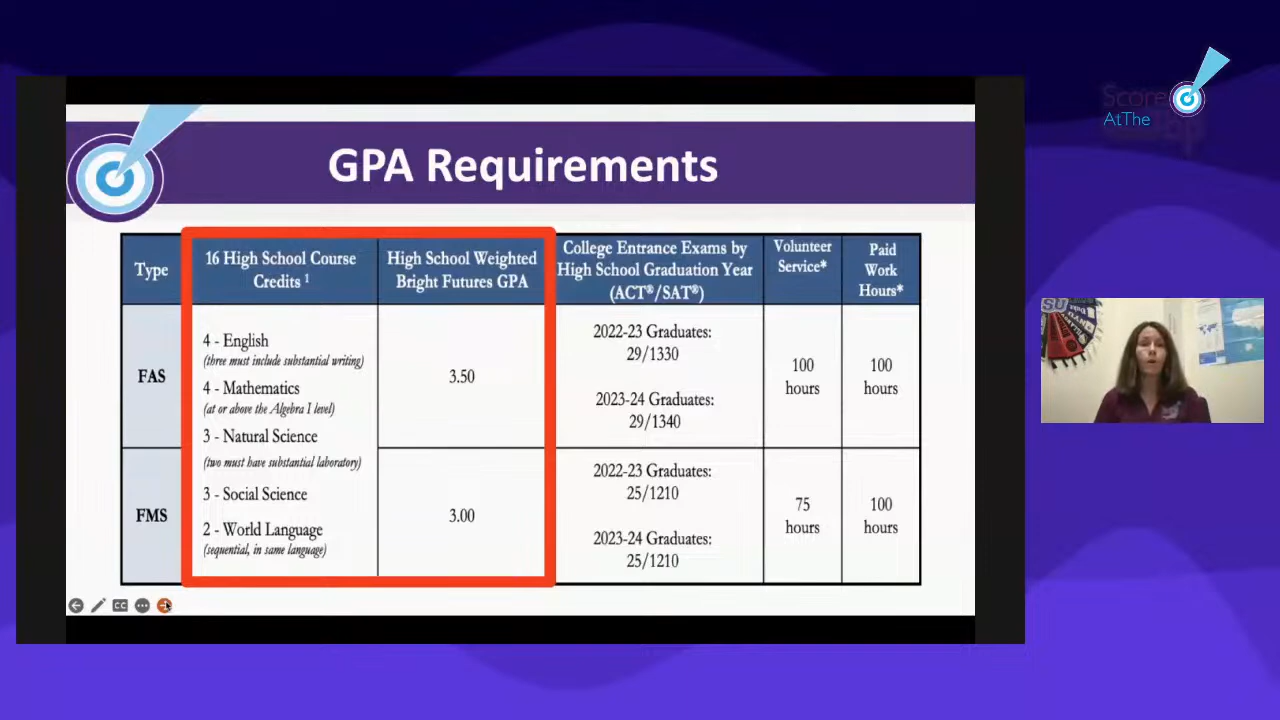 Score
AtThe
GPA Requirements
Type
16 High School Course
Credits ¹
High School Weighted
Bright Futures GPA
College Entrance Exams by
High School Graduation Year
(ACT®/SAT®)
Volunteer
Service*
Paid
Work
Hours*
FAS
4 - English
(three must include substantial writing)
4 - Mathematics
(at or above the Algebra I level)
3 - Natural Science
(two must have substantial laboratory)
3 - Social Science
2 - World Language
(sequential, in same language)
3.50
2022-23 Graduates:
29/1330
2023-24 Graduates:
29/1340
100
hours
100
hours
FMS
3.00
2022-23 Graduates:
25/1210
2023-24 Graduates:
25/1210
75
hours
100
hours
CC
SU